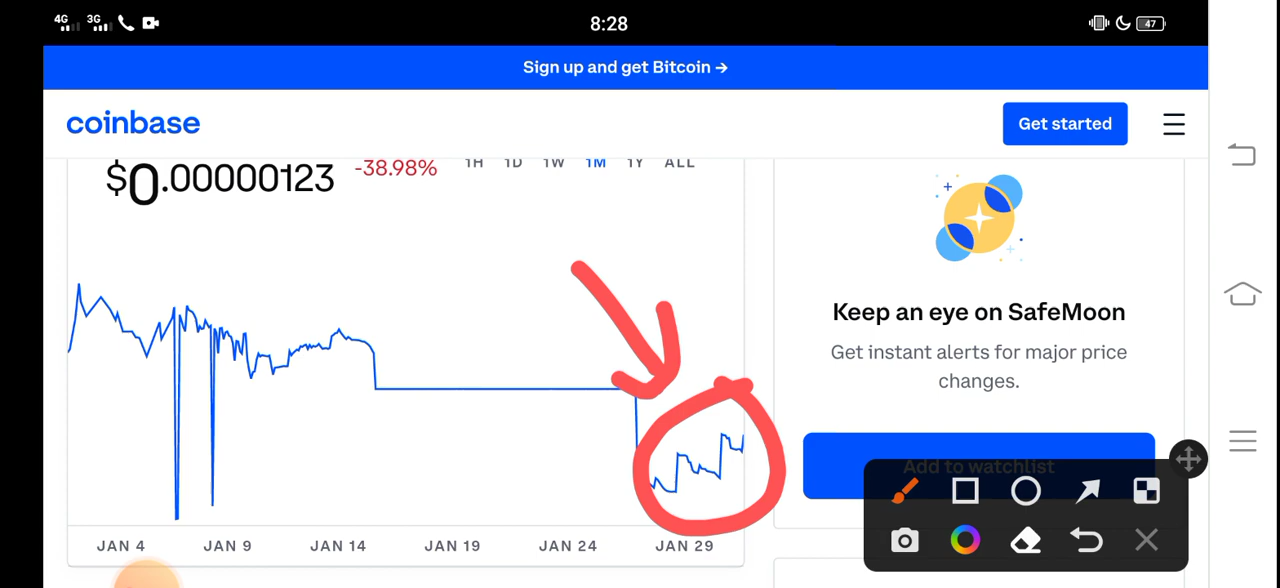 4G 3G 8:28 47
Sign up and get Bitcoin →
coinbase Get started
$0.00000123 -38.98% 1H 1D 1W 1M 1Y ALL
Keep an eye on SafeMoon
Get instant alerts for major price
changes.
Add to watchlist
JAN 4 JAN 9 JAN 14 JAN 19 JAN 24 JAN 29